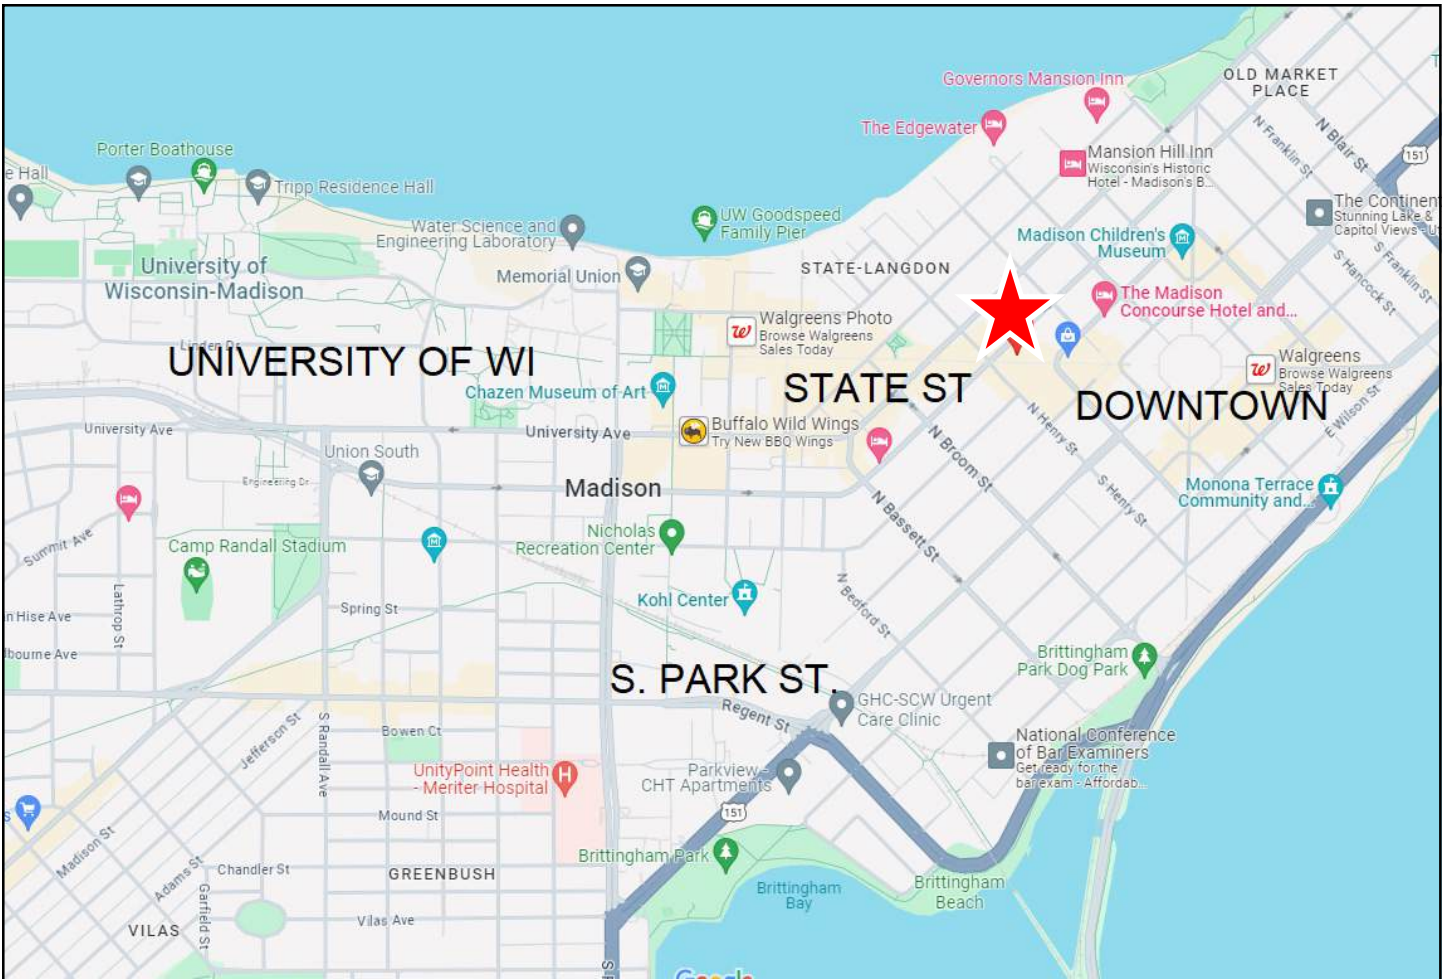 OLD MARKET
PLACE
Governors Mansion Inn
The Edgewater
N Franklin St
N Blair St
151
Mansion Hill Inn
Wisconsin's Historic
Hotel - Madison's B...
Porter Boathouse
e Hall
Tripp Residence Hall
The Continen
Stunning Lake &
Capitol Views - U
UW Goodspeed
Family Pier
Water Science and
Engineering Laboratory
Madison Children's
Museum
S Hancock St
S Franklin St
University of
Wisconsin-Madison
Memorial Union
STATE-LANGDON
The Madison
Concourse Hotel and...
Walgreens Photo
Browse Walgreens
Sales Today
Linden Dr
UNIVERSITY OF WI
STATE ST
Walgreens
Browse Walgreens
Sales Today
DOWNTOWN
Chazen Museum of Art
Buffalo Wild Wings
Try New BBQ Wings
University Ave
University Ave
N Henry St
E Wilson St
N Broom St
Union South
Engineering Dr
Madison
S Henry St
Monona Terrace
Community and...
N Bassett St
Summit Ave
Camp Randall Stadium
Nicholas
Recreation Center
Lathrop St
Kohl Center
N Bedford St
Spring St
n Hise Ave
lbourne Ave
Brittingham
Park Dog Park
S. PARK ST.
GHC-SCW Urgent
Care Clinic
Regent St
Jefferson St
S Randall Ave
Bowen Ct
National Conference
of Bar Examiners
Get ready for the
bar exam - Affordab...
UnityPoint Health
- Meriter Hospital
Parkview -
CHT Apartments
151
Mound St
s
Madison St
Adams St
Chandler St
GREENBUSH
Brittingham Park
Brittingham
Bay
Brittingham
Beach
Garfield St
Vilas Ave
VILAS
Google